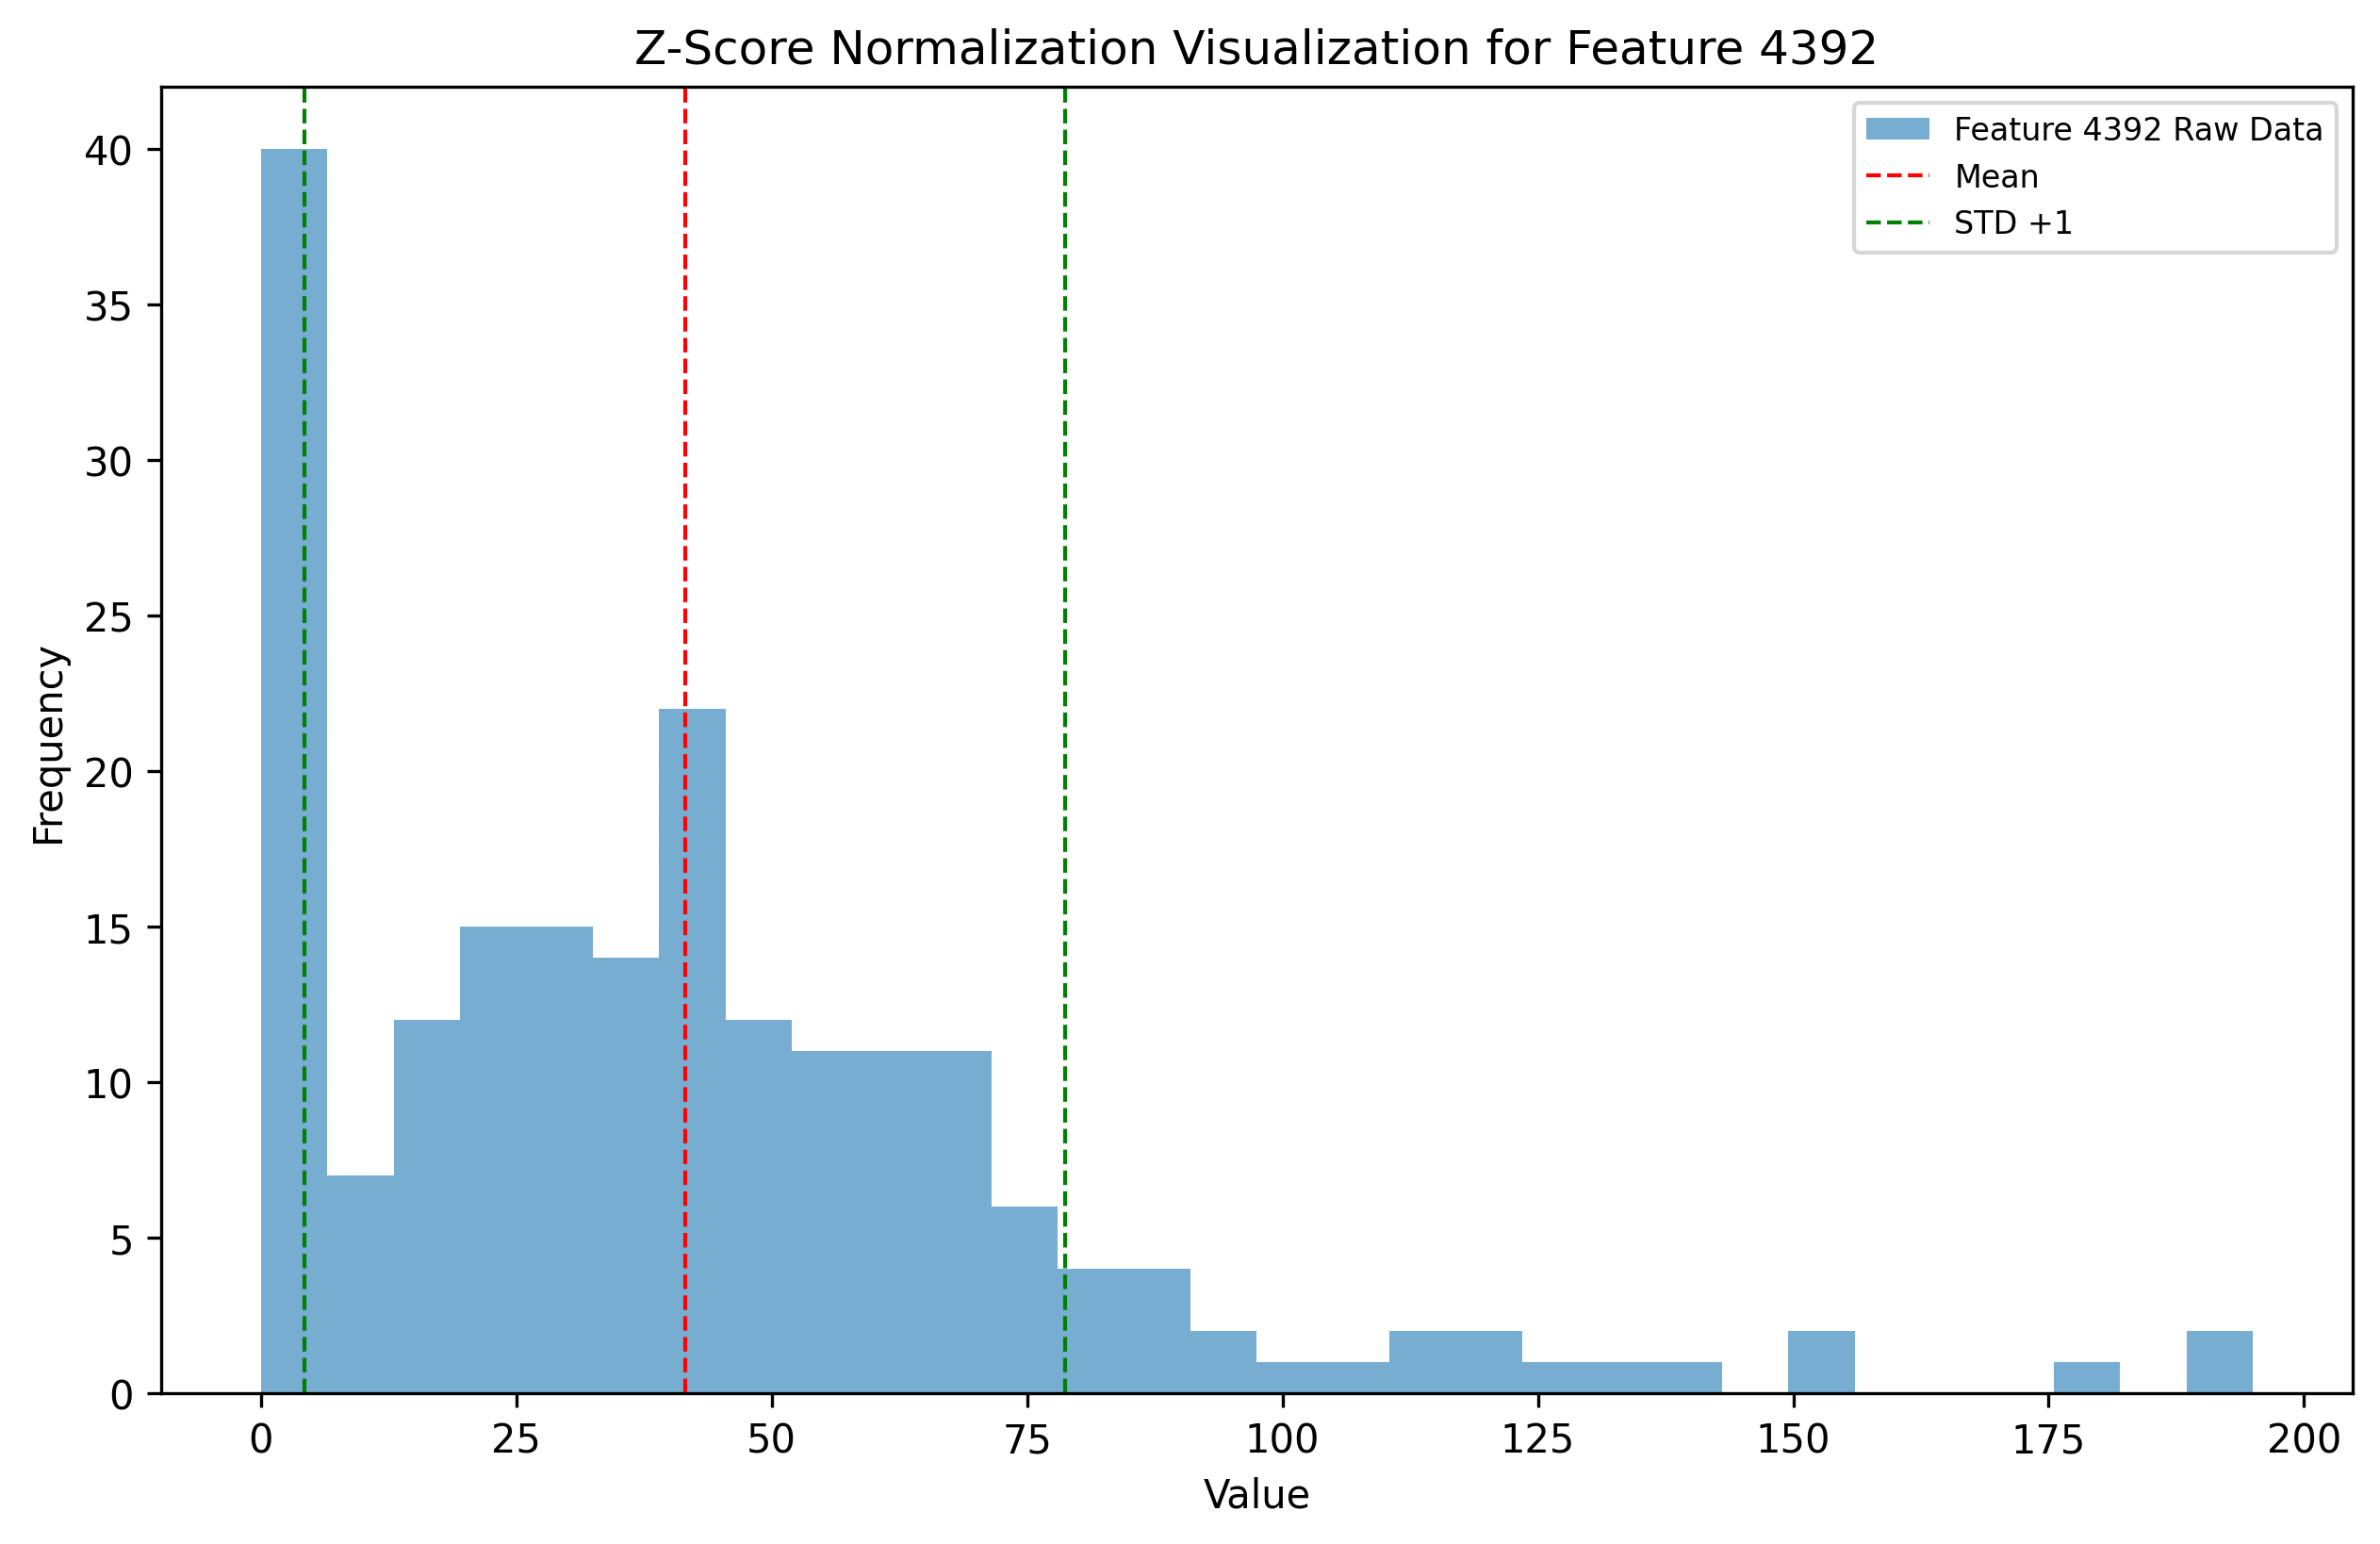 Z-Score Normalization Visualization for Feature 4392
Feature 4392 Raw Data
Mean
STD +1
40
35
30
25
20
15
10
5
0
Frequency
0 25 50 75 100 125 150 175 200
Value